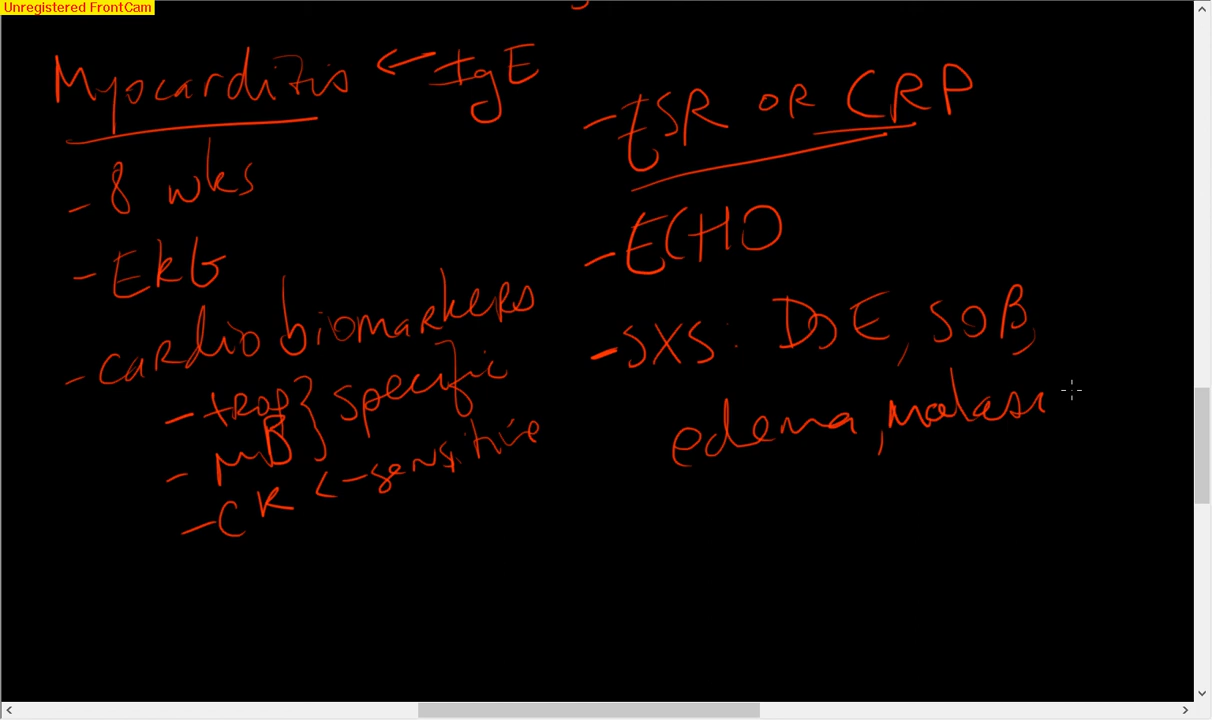 Unregistered FrontCam
Myocarditis <- IgE
- 8 wks
- EKG
- cardio biomarkers
- trop } specific
- MB
- CK <- sensitive
- ESR OR CRP
- ECHO
- SXS: DOE, SOB,
edema, malas